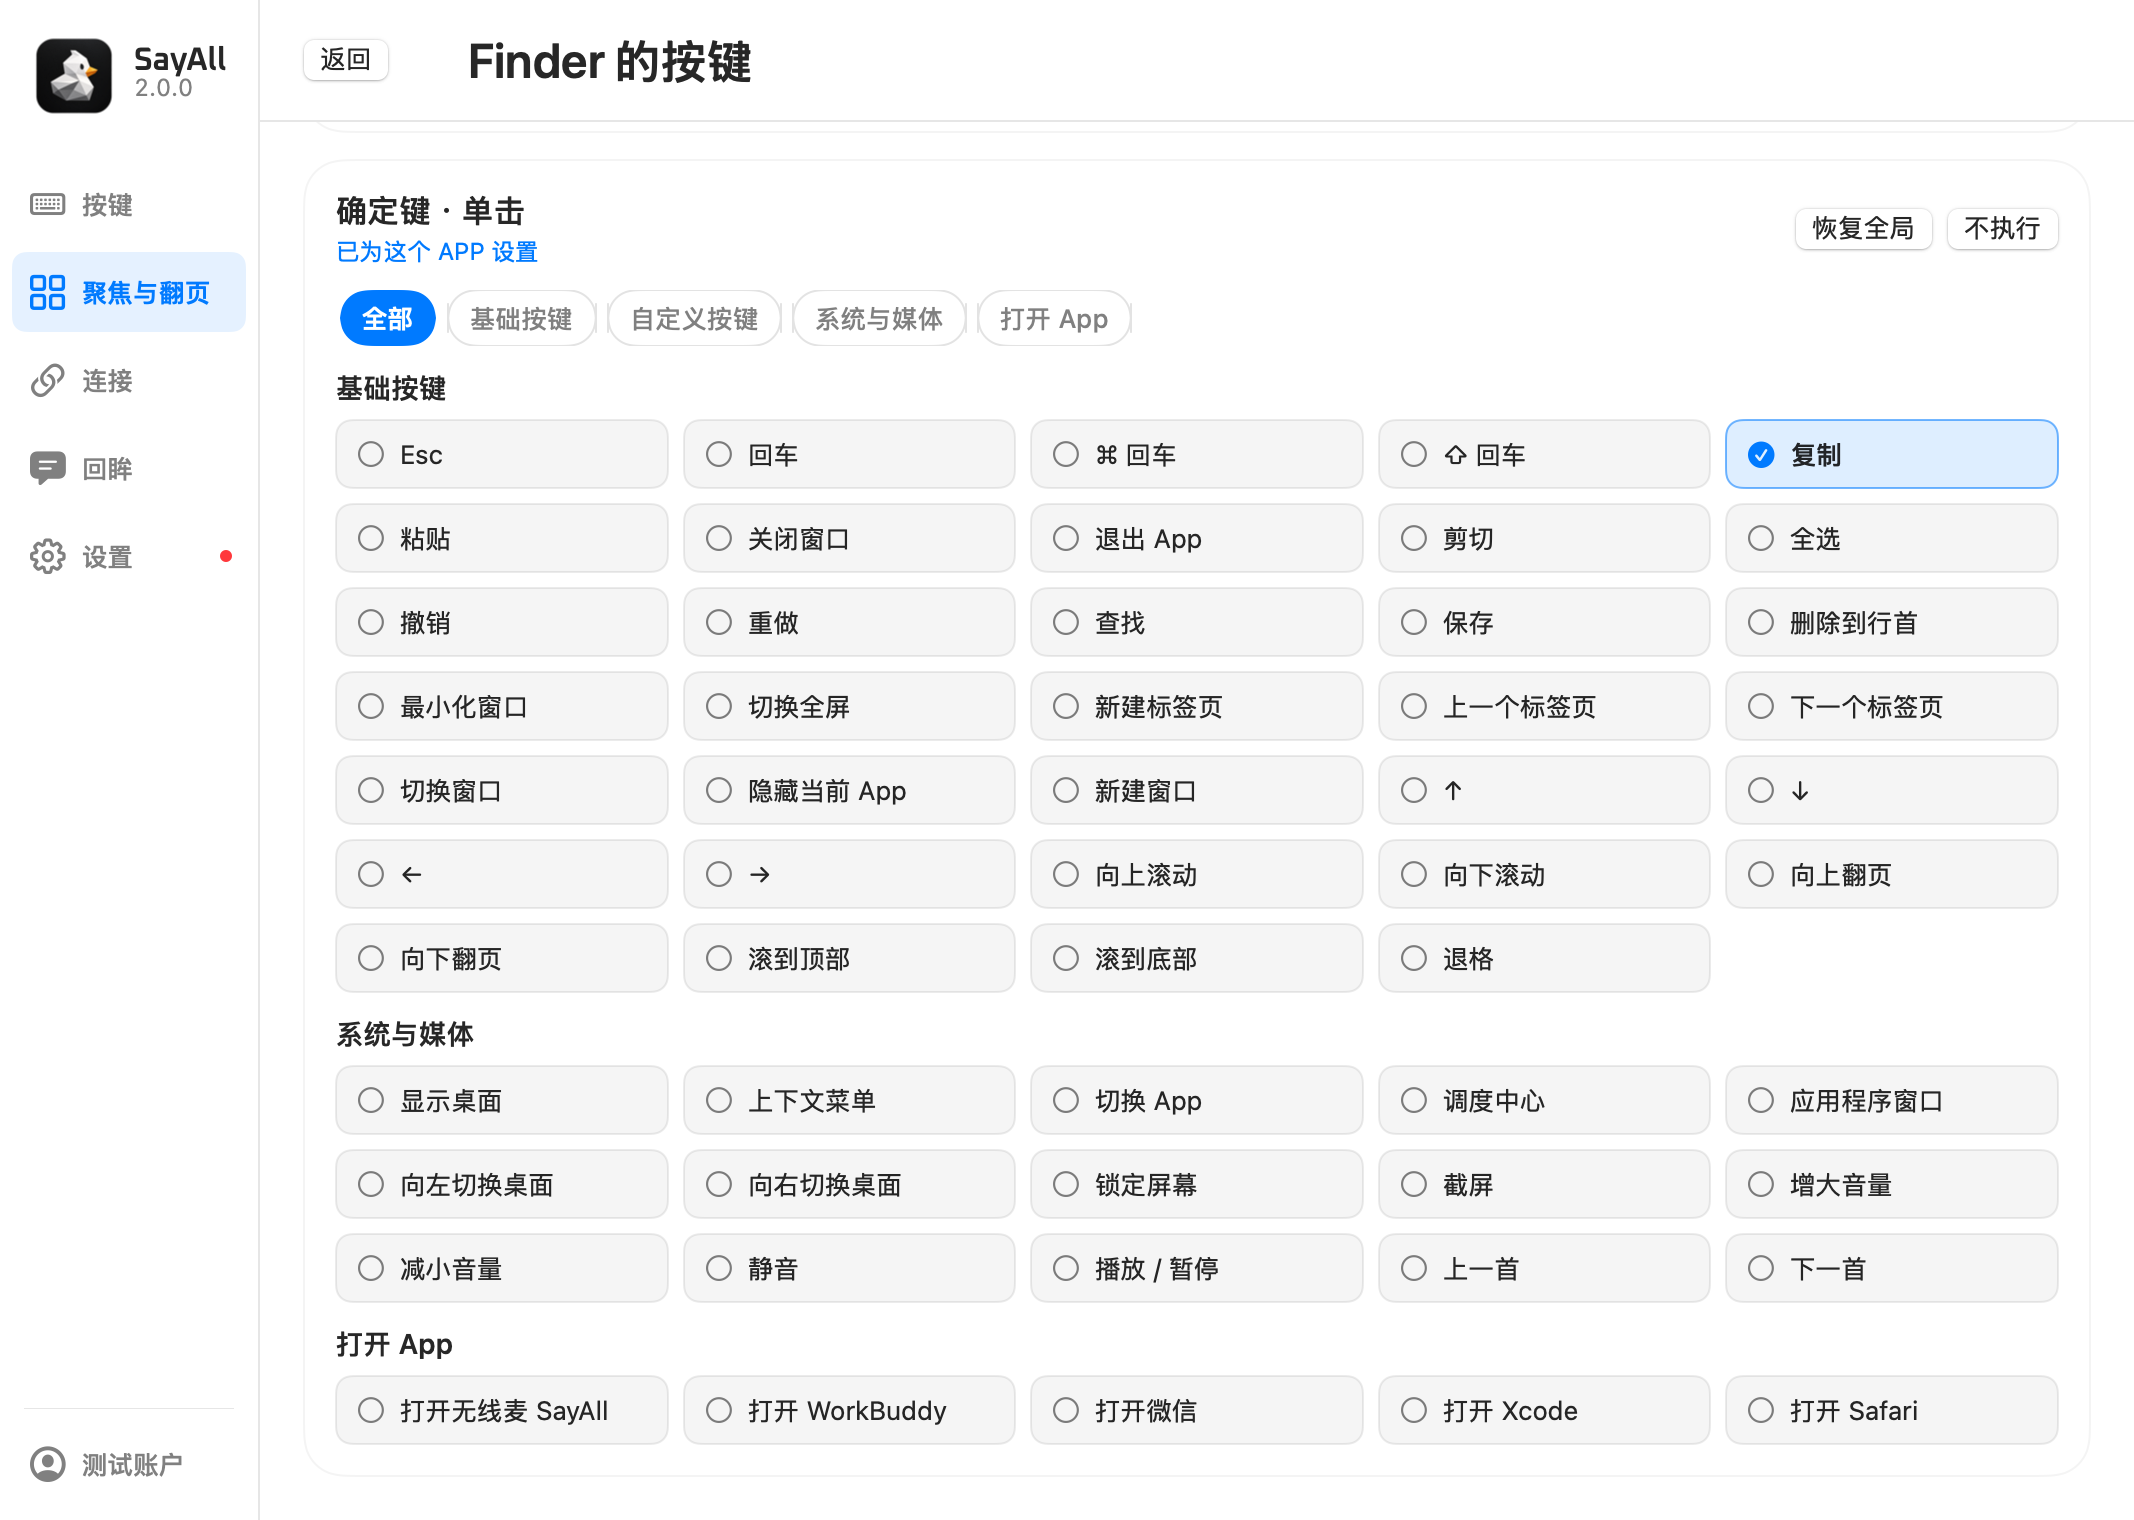 SayAll
2.0.0
按键
聚焦与翻页
连接
回眸
设置
测试账户
返回
Finder 的按键
确定键 · 单击
已为这个 APP 设置
恢复全局
不执行
全部
基础按键
自定义按键
系统与媒体
打开 App
基础按键
Esc
回车
⌘ 回车
⇧ 回车
复制
粘贴
关闭窗口
退出 App
剪切
全选
撤销
重做
查找
保存
删除到行首
最小化窗口
切换全屏
新建标签页
上一个标签页
下一个标签页
切换窗口
隐藏当前 App
新建窗口
↑
↓
←
→
向上滚动
向下滚动
向上翻页
向下翻页
滚到顶部
滚到底部
退格
系统与媒体
显示桌面
上下文菜单
切换 App
调度中心
应用程序窗口
向左切换桌面
向右切换桌面
锁定屏幕
截屏
增大音量
减小音量
静音
播放 / 暂停
上一首
下一首
打开 App
打开无线麦 SayAll
打开 WorkBuddy
打开微信
打开 Xcode
打开 Safari